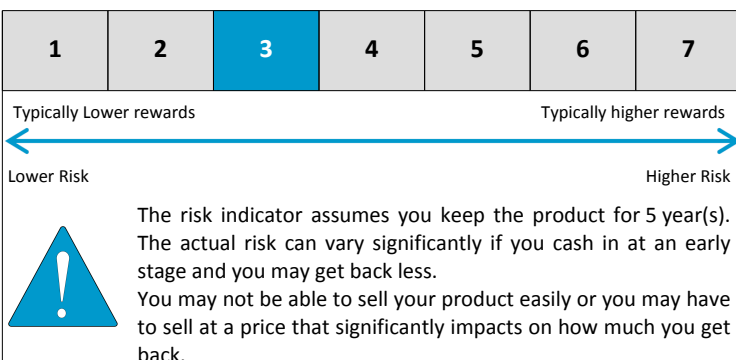 1 2 3 4 5 6 7
Typically Lower rewards Typically higher rewards
Lower Risk Higher Risk
The risk indicator assumes you keep the product for 5 year(s).
The actual risk can vary significantly if you cash in at an early
stage and you may get back less.
You may not be able to sell your product easily or you may have
to sell at a price that significantly impacts on how much you get
back.